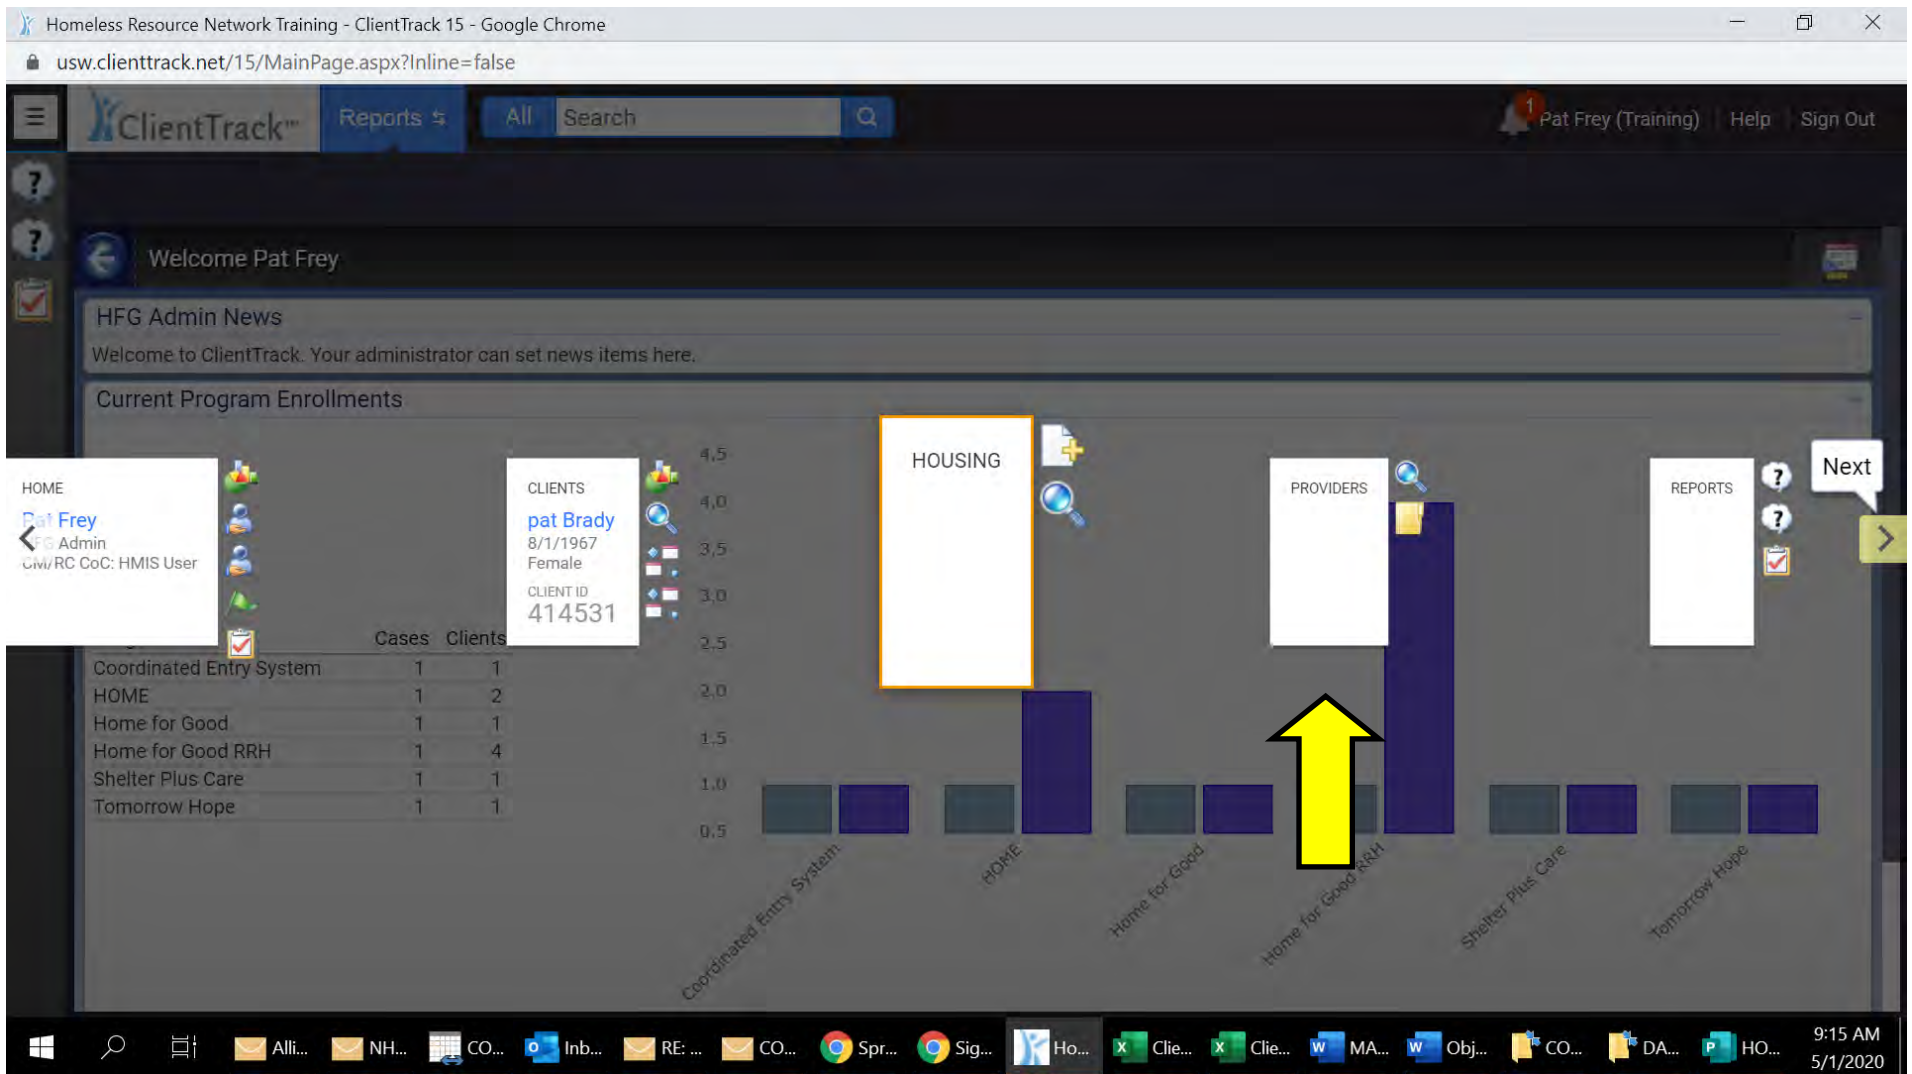 Homeless Resource Network Training - ClientTrack 15 - Google Chrome
usw.clienttrack.net/15/MainPage.aspx?Inline=false
ClientTrack™
Reports
All
Search
1
Pat Frey (Training)
Help
Sign Out
Welcome Pat Frey
HFG Admin News
Welcome to ClientTrack. Your administrator can set news items here.
Current Program Enrollments
HOME
Pat Frey
HFG Admin
CM/RC CoC: HMIS User
CLIENTS
pat Brady
8/1/1967
Female
CLIENT ID
414531
HOUSING
PROVIDERS
REPORTS
Next
Cases Clients
Coordinated Entry System 1 1
HOME 1 2
Home for Good 1 1
Home for Good RRH 1 4
Shelter Plus Care 1 1
Tomorrow Hope 1 1
4.5
4.0
3.5
3.0
2.5
2.0
1.5
1.0
0.5
Coordinated Entry System
HOME
Home for Good
Home for Good RRH
Shelter Plus Care
Tomorrow Hope
Alli...
NH...
CO...
Inb...
RE: ...
CO...
Spr...
Sig...
Ho...
Clie...
Clie...
MA...
Obj...
CO...
DA...
HO...
9:15 AM
5/1/2020